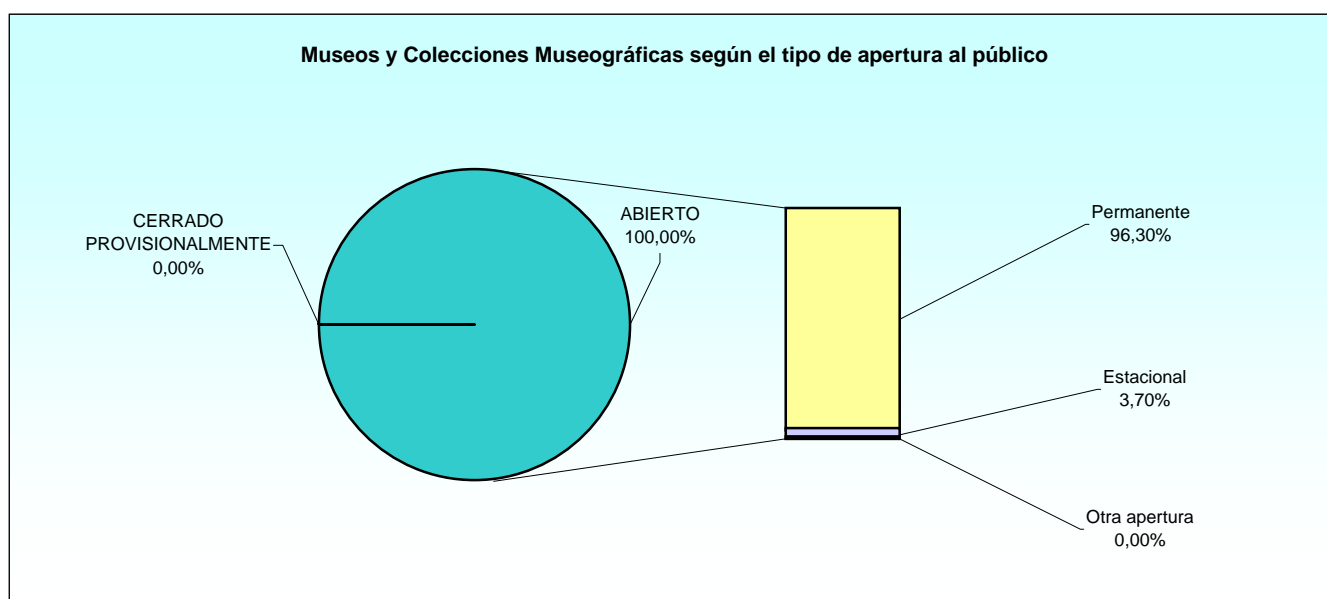 Museos y Colecciones Museográficas según el tipo de apertura al público
CERRADO
PROVISIONALMENTE
0,00%
ABIERTO
100,00%
Permanente
96,30%
Estacional
3,70%
Otra apertura
0,00%